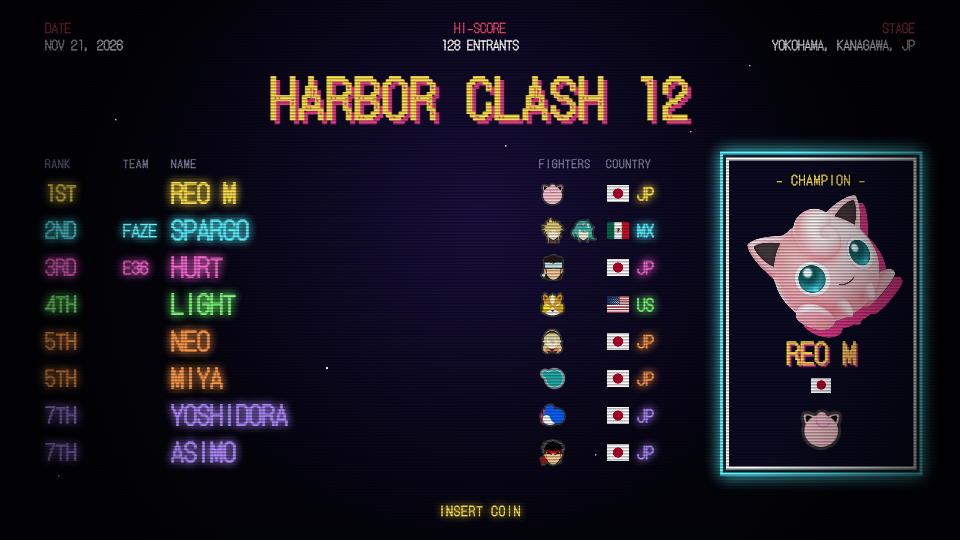 DATE
NOV 21, 2026
HI-SCORE
128 ENTRANTS
STAGE
YOKOHAMA, KANAGAWA, JP
HARBOR CLASH 12
RANK TEAM NAME FIGHTERS COUNTRY
1ST REO M JP
2ND FAZE SPARGO MX
3RD E36 HURT JP
4TH LIGHT US
5TH NEO JP
5TH MIYA JP
7TH YOSHIDORA JP
7TH ASIMO JP
- CHAMPION -
REO M
INSERT COIN